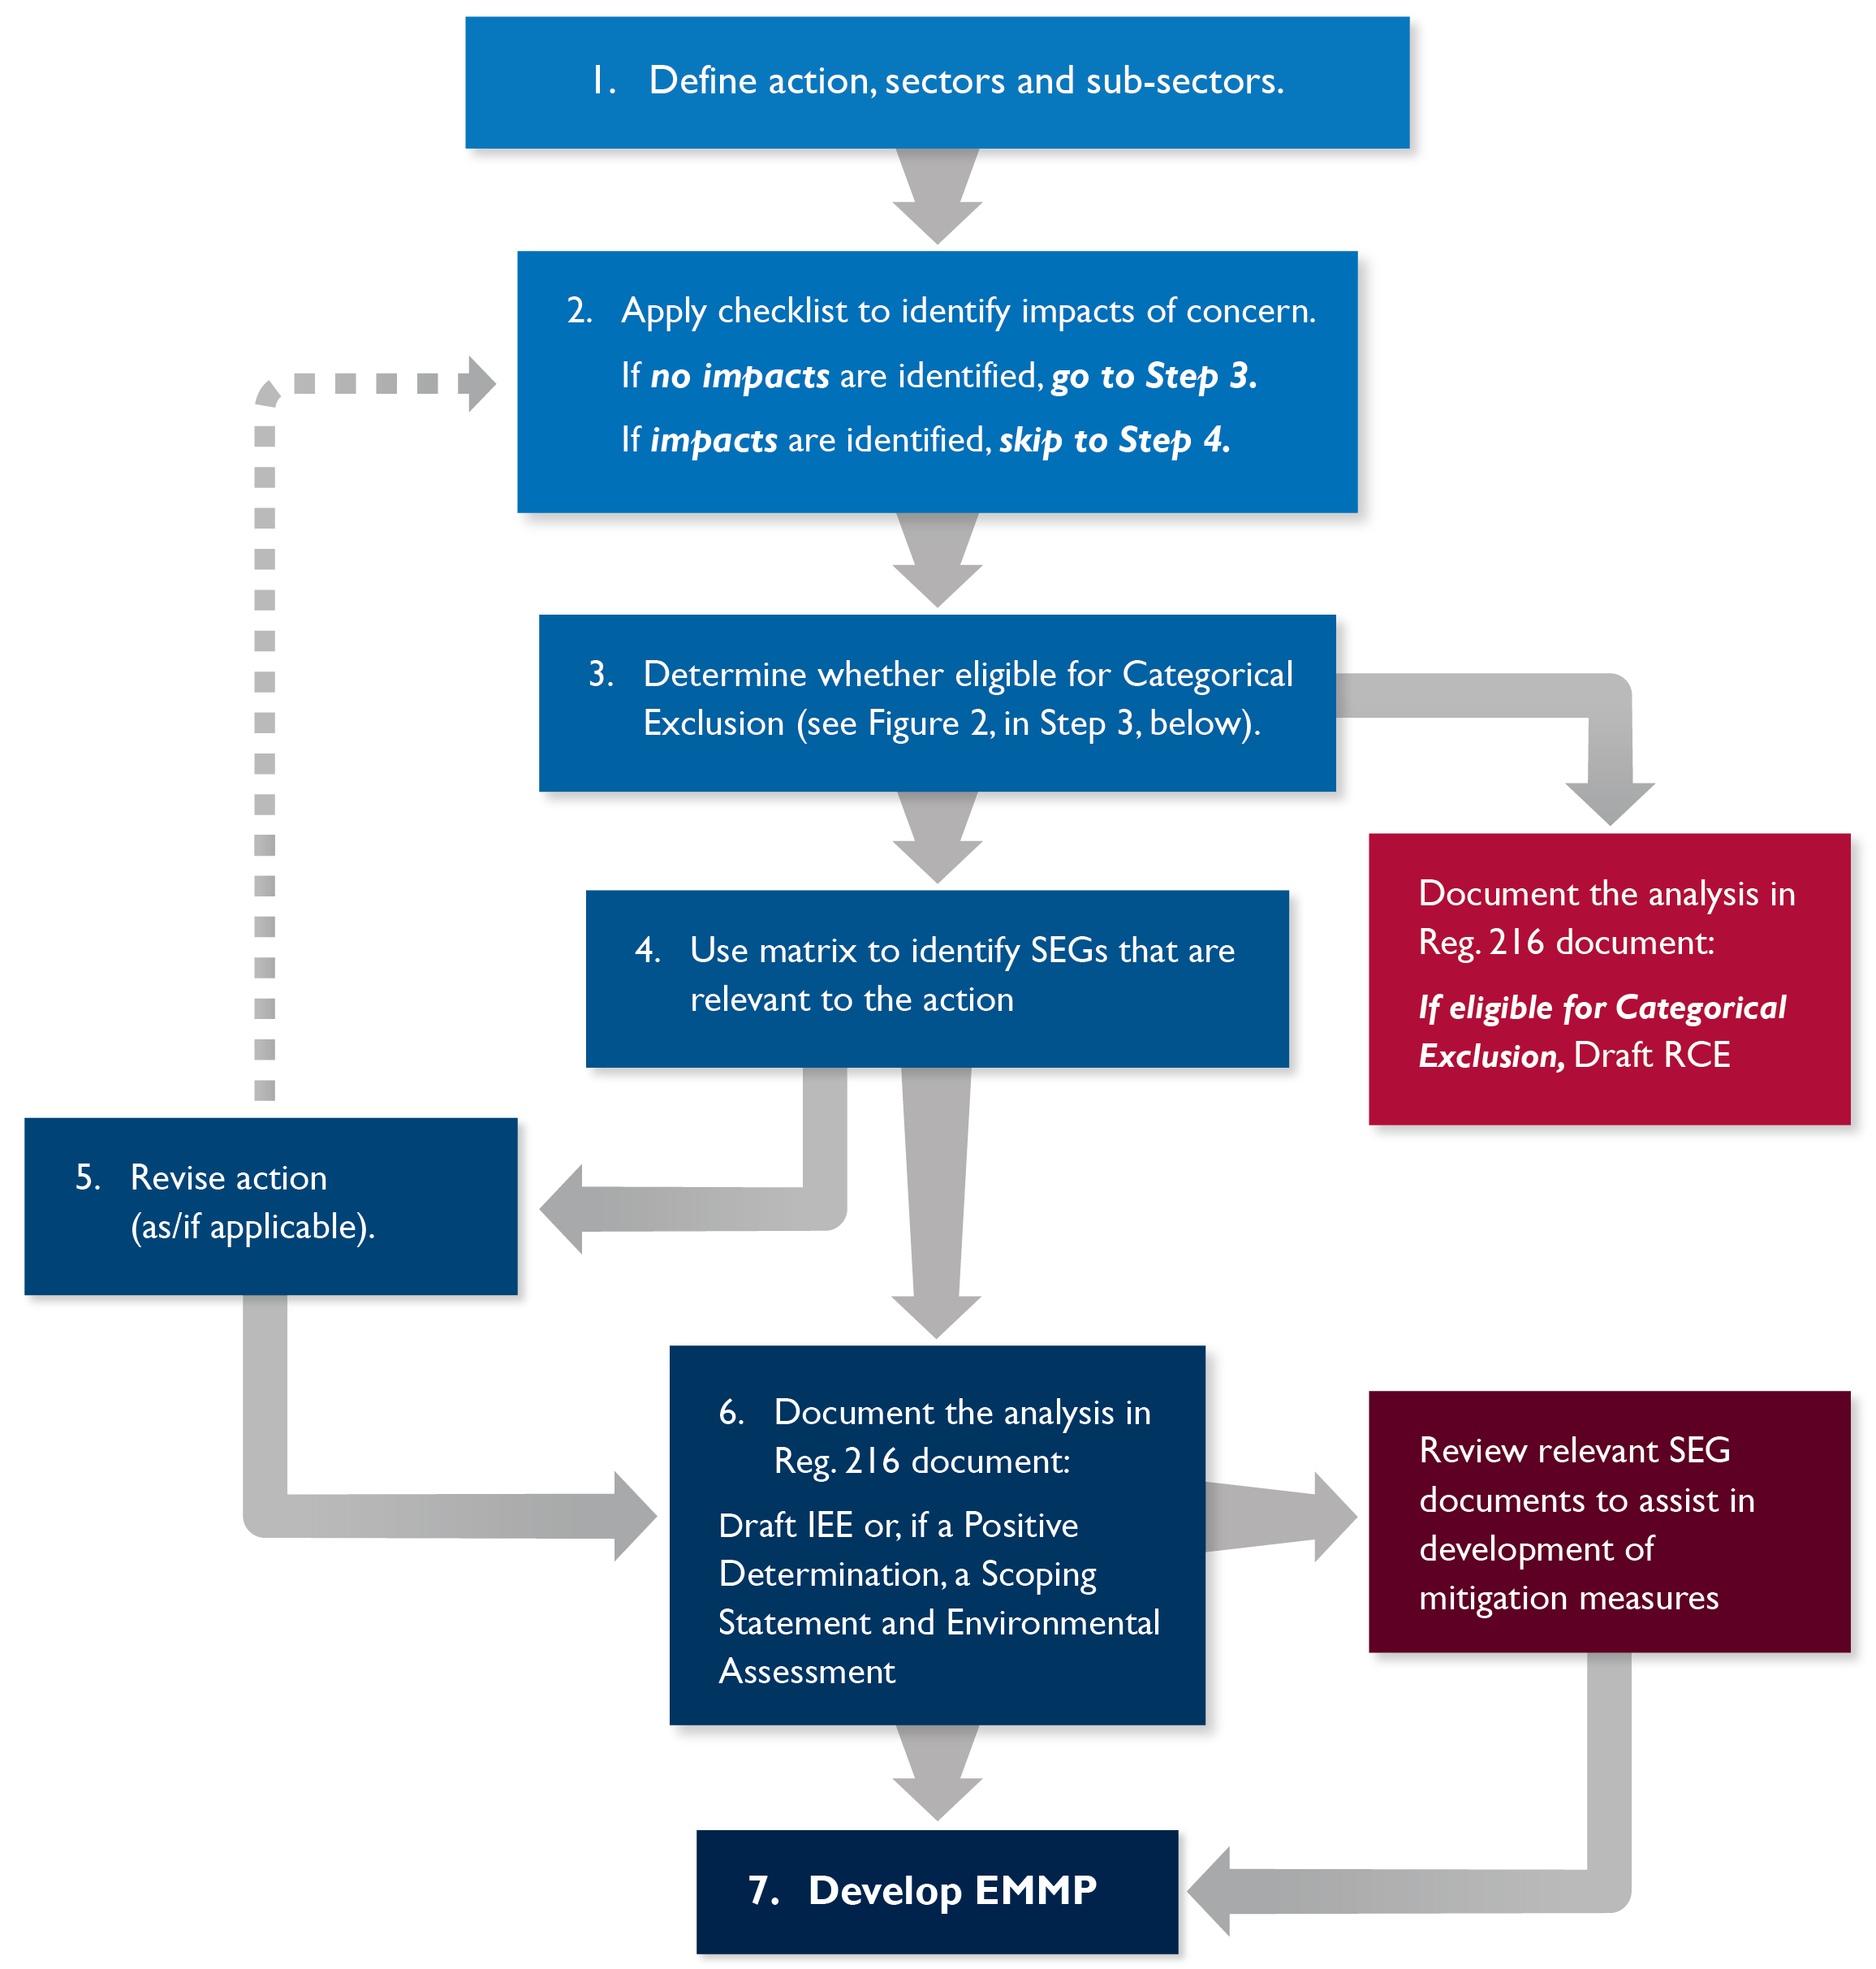 1. Define action, sectors and sub-sectors.
2. Apply checklist to identify impacts of concern.
If no impacts are identified, go to Step 3.
If impacts are identified, skip to Step 4.
3. Determine whether eligible for Categorical
Exclusion (see Figure 2, in Step 3, below).
Document the analysis in
Reg. 216 document:
If eligible for Categorical
Exclusion, Draft RCE
4. Use matrix to identify SEGs that are
relevant to the action
5. Revise action
(as/if applicable).
6. Document the analysis in
Reg. 216 document:
Draft IEE or, if a Positive
Determination, a Scoping
Statement and Environmental
Assessment
Review relevant SEG
documents to assist in
development of
mitigation measures
7. Develop EMMP